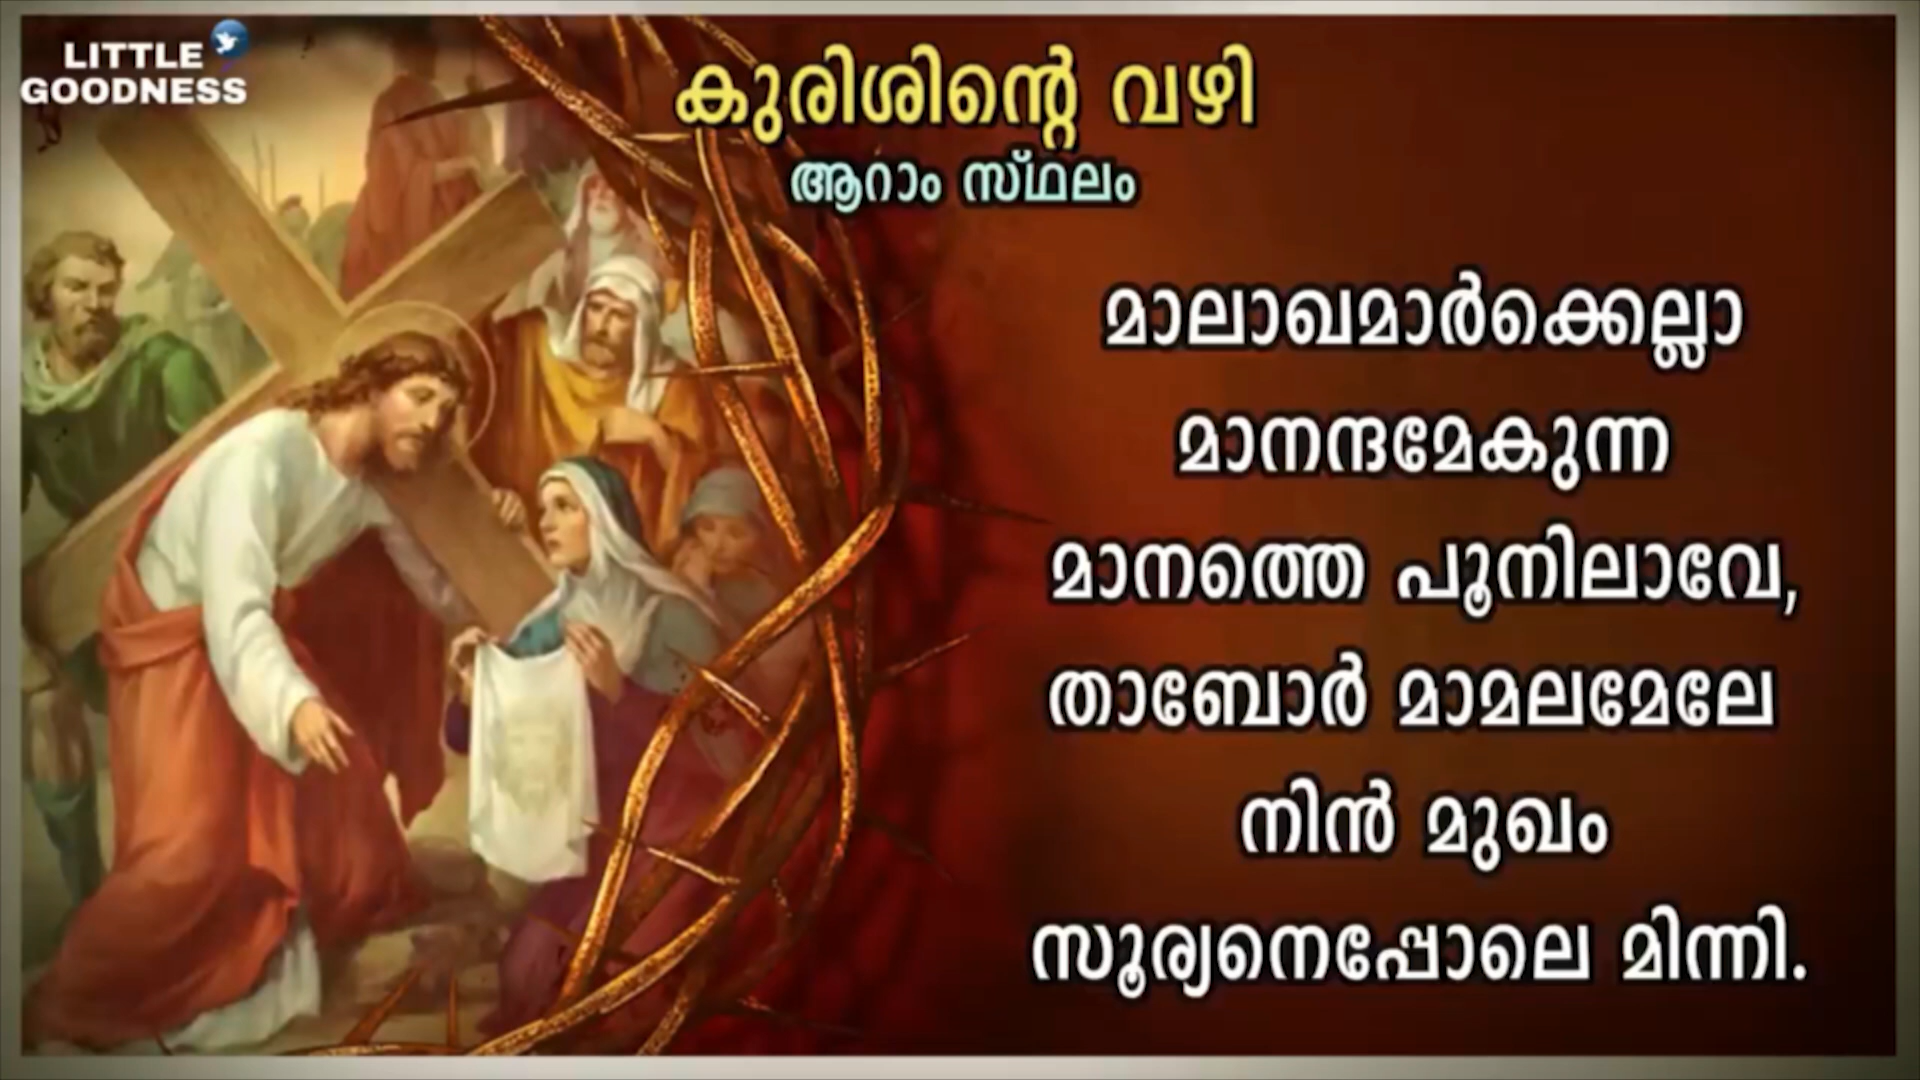 LITTLE
GOODNESS
കുരിശിന്റെ വഴി
ആറാം സ്ഥലം
മാലാഖമാർക്കെല്ലാ
മാനന്ദമേകുന്ന
മാനത്തെ പൂനിലാവേ,
താബോർ മാമലമേലേ
നിൻ മുഖം
സൂര്യനെപ്പോലെ മിന്നി.